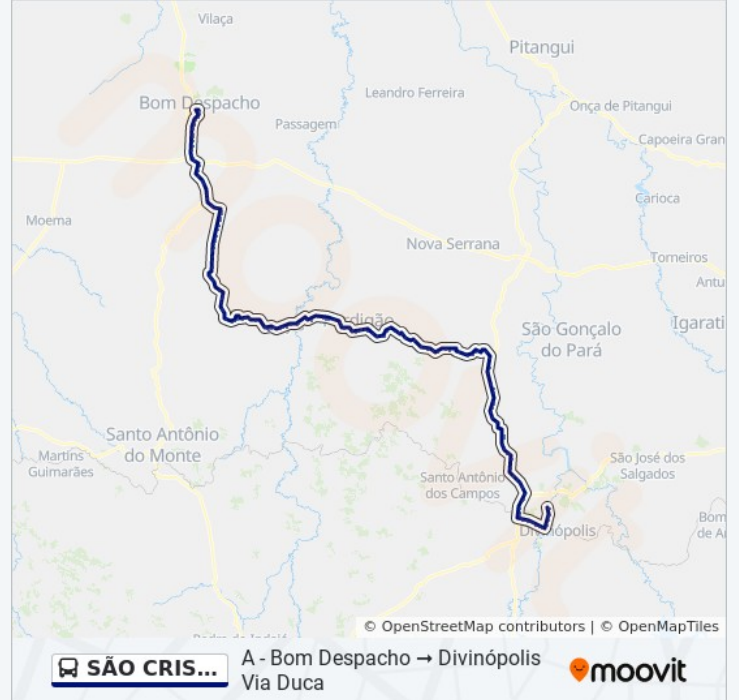 Vilaça
Pitangui
Leandro Ferreira
Bom Despacho
Onça de Pitangui
Passagem
Capoeira Gran
Carioca
Moema
Nova Serrana
Torneiros
Antu
São Gonçalo
do Pará
Igarati
Santo Antônio
do Monte
Martins
Guimarães
São José dos
Salgados
Santo Antônio
dos Campos
Bom
de A
Divinópolis
© OpenStreetMap contributors | © OpenMapTiles
SÃO CRIS...
A - Bom Despacho → Divinópolis
Via Duca
moovit